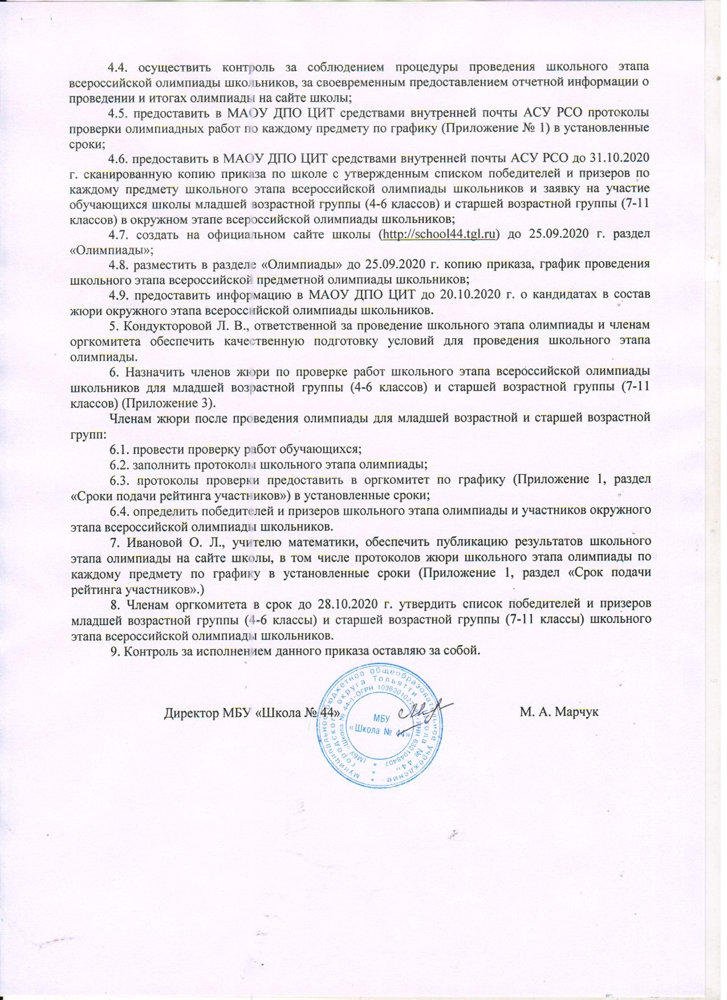 4.4. осуществить контроль за соблюдением процедуры проведения школьного этапа
всероссийской олимпиады школьников, за своевременным предоставлением отчетной информации о
проведении и итогах олимпиады на сайте школы;
4.5. предоставить в МАОУ ДПО ЦИТ средствами внутренней почты АСУ РСО протоколы
проверки олимпиадных работ по каждому предмету по графику (Приложение № 1) в установленные
сроки;
4.6. предоставить в МАОУ ДПО ЦИТ средствами внутренней почты АСУ РСО до 31.10.2020
г. сканированную копию приказа по школе с утвержденным списком победителей и призеров по
каждому предмету школьного этапа всероссийской олимпиады школьников и заявку на участие
обучающихся школы младшей возрастной группы (4-6 классов) и старшей возрастной группы (7-11
классов) в окружном этапе всероссийской олимпиады школьников;
4.7. создать на официальном сайте школы (http://school44.tgl.ru) до 25.09.2020 г. раздел
«Олимпиады»;
4.8. разместить в разделе «Олимпиады» до 25.09.2020 г. копию приказа, график проведения
школьного этапа всероссийской предметной олимпиады школьников;
4.9. предоставить информацию в МАОУ ДПО ЦИТ до 20.10.2020 г. о кандидатах в состав
жюри окружного этапа всероссийской олимпиады школьников.
5. Кондукторовой Л. В., ответственной за проведение школьного этапа олимпиады и членам
оргкомитета обеспечить качественную подготовку условий для проведения школьного этапа
олимпиады.
6. Назначить членов жюри по проверке работ школьного этапа всероссийской олимпиады
школьников для младшей возрастной группы (4-6 классов) и старшей возрастной группы (7-11
классов) (Приложение 3).
Членам жюри после проведения олимпиады для младшей возрастной и старшей возрастной
групп:
6.1. провести проверку работ обучающихся;
6.2. заполнить протоколы школьного этапа олимпиады;
6.3. протоколы проверки предоставить в оргкомитет по графику (Приложение 1, раздел
«Сроки подачи рейтинга участников») в установленные сроки;
6.4. определить победителей и призеров школьного этапа олимпиады и участников окружного
этапа всероссийской олимпиады школьников.
7. Ивановой О. Л., учителю математики, обеспечить публикацию результатов школьного
этапа олимпиады на сайте школы, в том числе протоколов жюри школьного этапа олимпиады по
каждому предмету по графику в установленные сроки (Приложение 1, раздел «Срок подачи
рейтинга участников».)
8. Членам оргкомитета в срок до 28.10.2020 г. утвердить список победителей и призеров
младшей возрастной группы (4-6 классы) и старшей возрастной группы (7-11 классы) школьного
этапа всероссийской олимпиады школьников.
9. Контроль за исполнением данного приказа оставляю за собой.
Директор МБУ «Школа № 44» М. А. Марчук
муниципальное бюджетное общеобразовательное учреждение *
городского округа Тольятти «Школа № 44» *
(МБУ «Школа № 44») · ОГРН · ИНН 6321048407 *
МБУ
«Школа № 44»